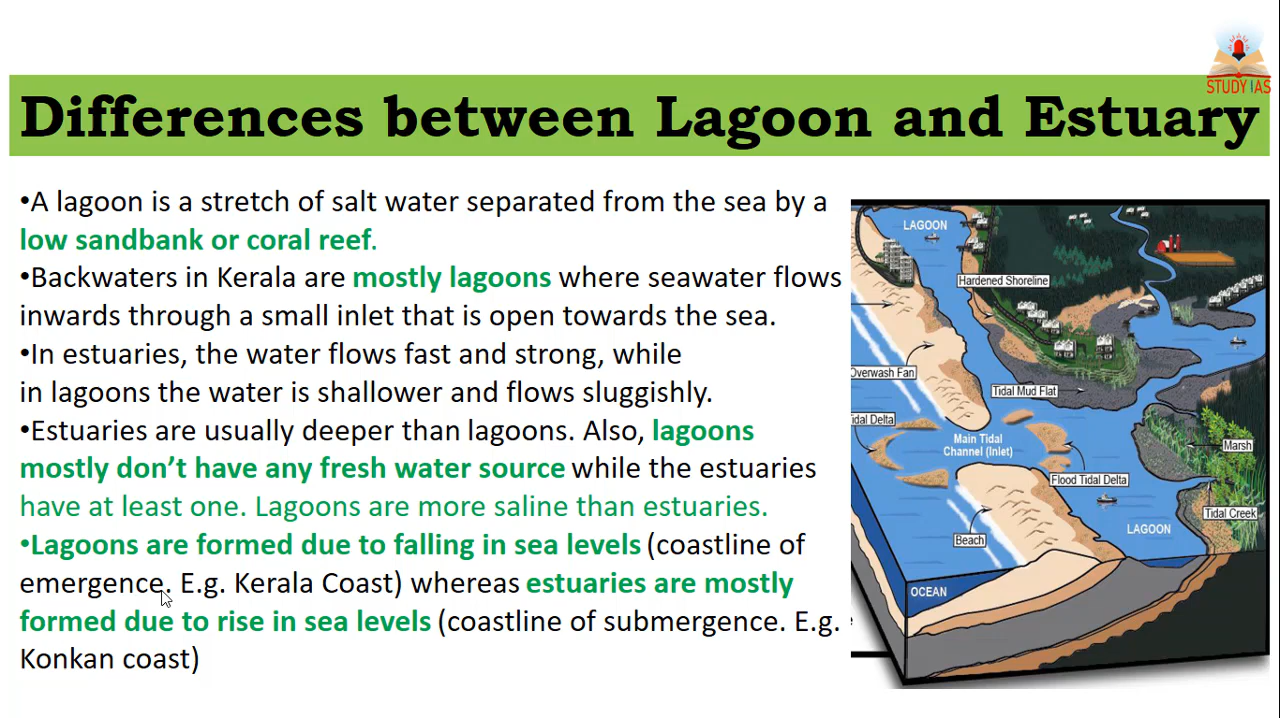 STUDY IAS
Differences between Lagoon and Estuary
•A lagoon is a stretch of salt water separated from the sea by a
low sandbank or coral reef.
•Backwaters in Kerala are mostly lagoons where seawater flows
inwards through a small inlet that is open towards the sea.
•In estuaries, the water flows fast and strong, while
in lagoons the water is shallower and flows sluggishly.
•Estuaries are usually deeper than lagoons. Also, lagoons
mostly don’t have any fresh water source while the estuaries
have at least one. Lagoons are more saline than estuaries.
•Lagoons are formed due to falling in sea levels (coastline of
emergence. E.g. Kerala Coast) whereas estuaries are mostly
formed due to rise in sea levels (coastline of submergence. E.g.
Konkan coast)
LAGOON
Hardened Shoreline
Overwash Fan
Tidal Mud Flat
idal Delta
Main Tidal
Channel (Inlet)
Marsh
Flood Tidal Delta
Tidal Creek
LAGOON
Beach
OCEAN